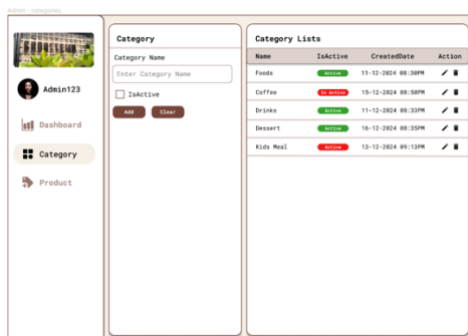 Admin - categories
Admin123
Dashboard
Category
Product
Category
Category Name
Enter Category Name
IsActive
Add Clear
Category Lists
Name IsActive CreatedDate Action
Foods Active 11-12-2024 08:30PM
Coffee In Active 15-12-2024 08:50PM
Drinks Active 11-12-2024 08:33PM
Dessert Active 16-12-2024 08:35PM
Kids Meal Active 13-12-2024 09:13PM